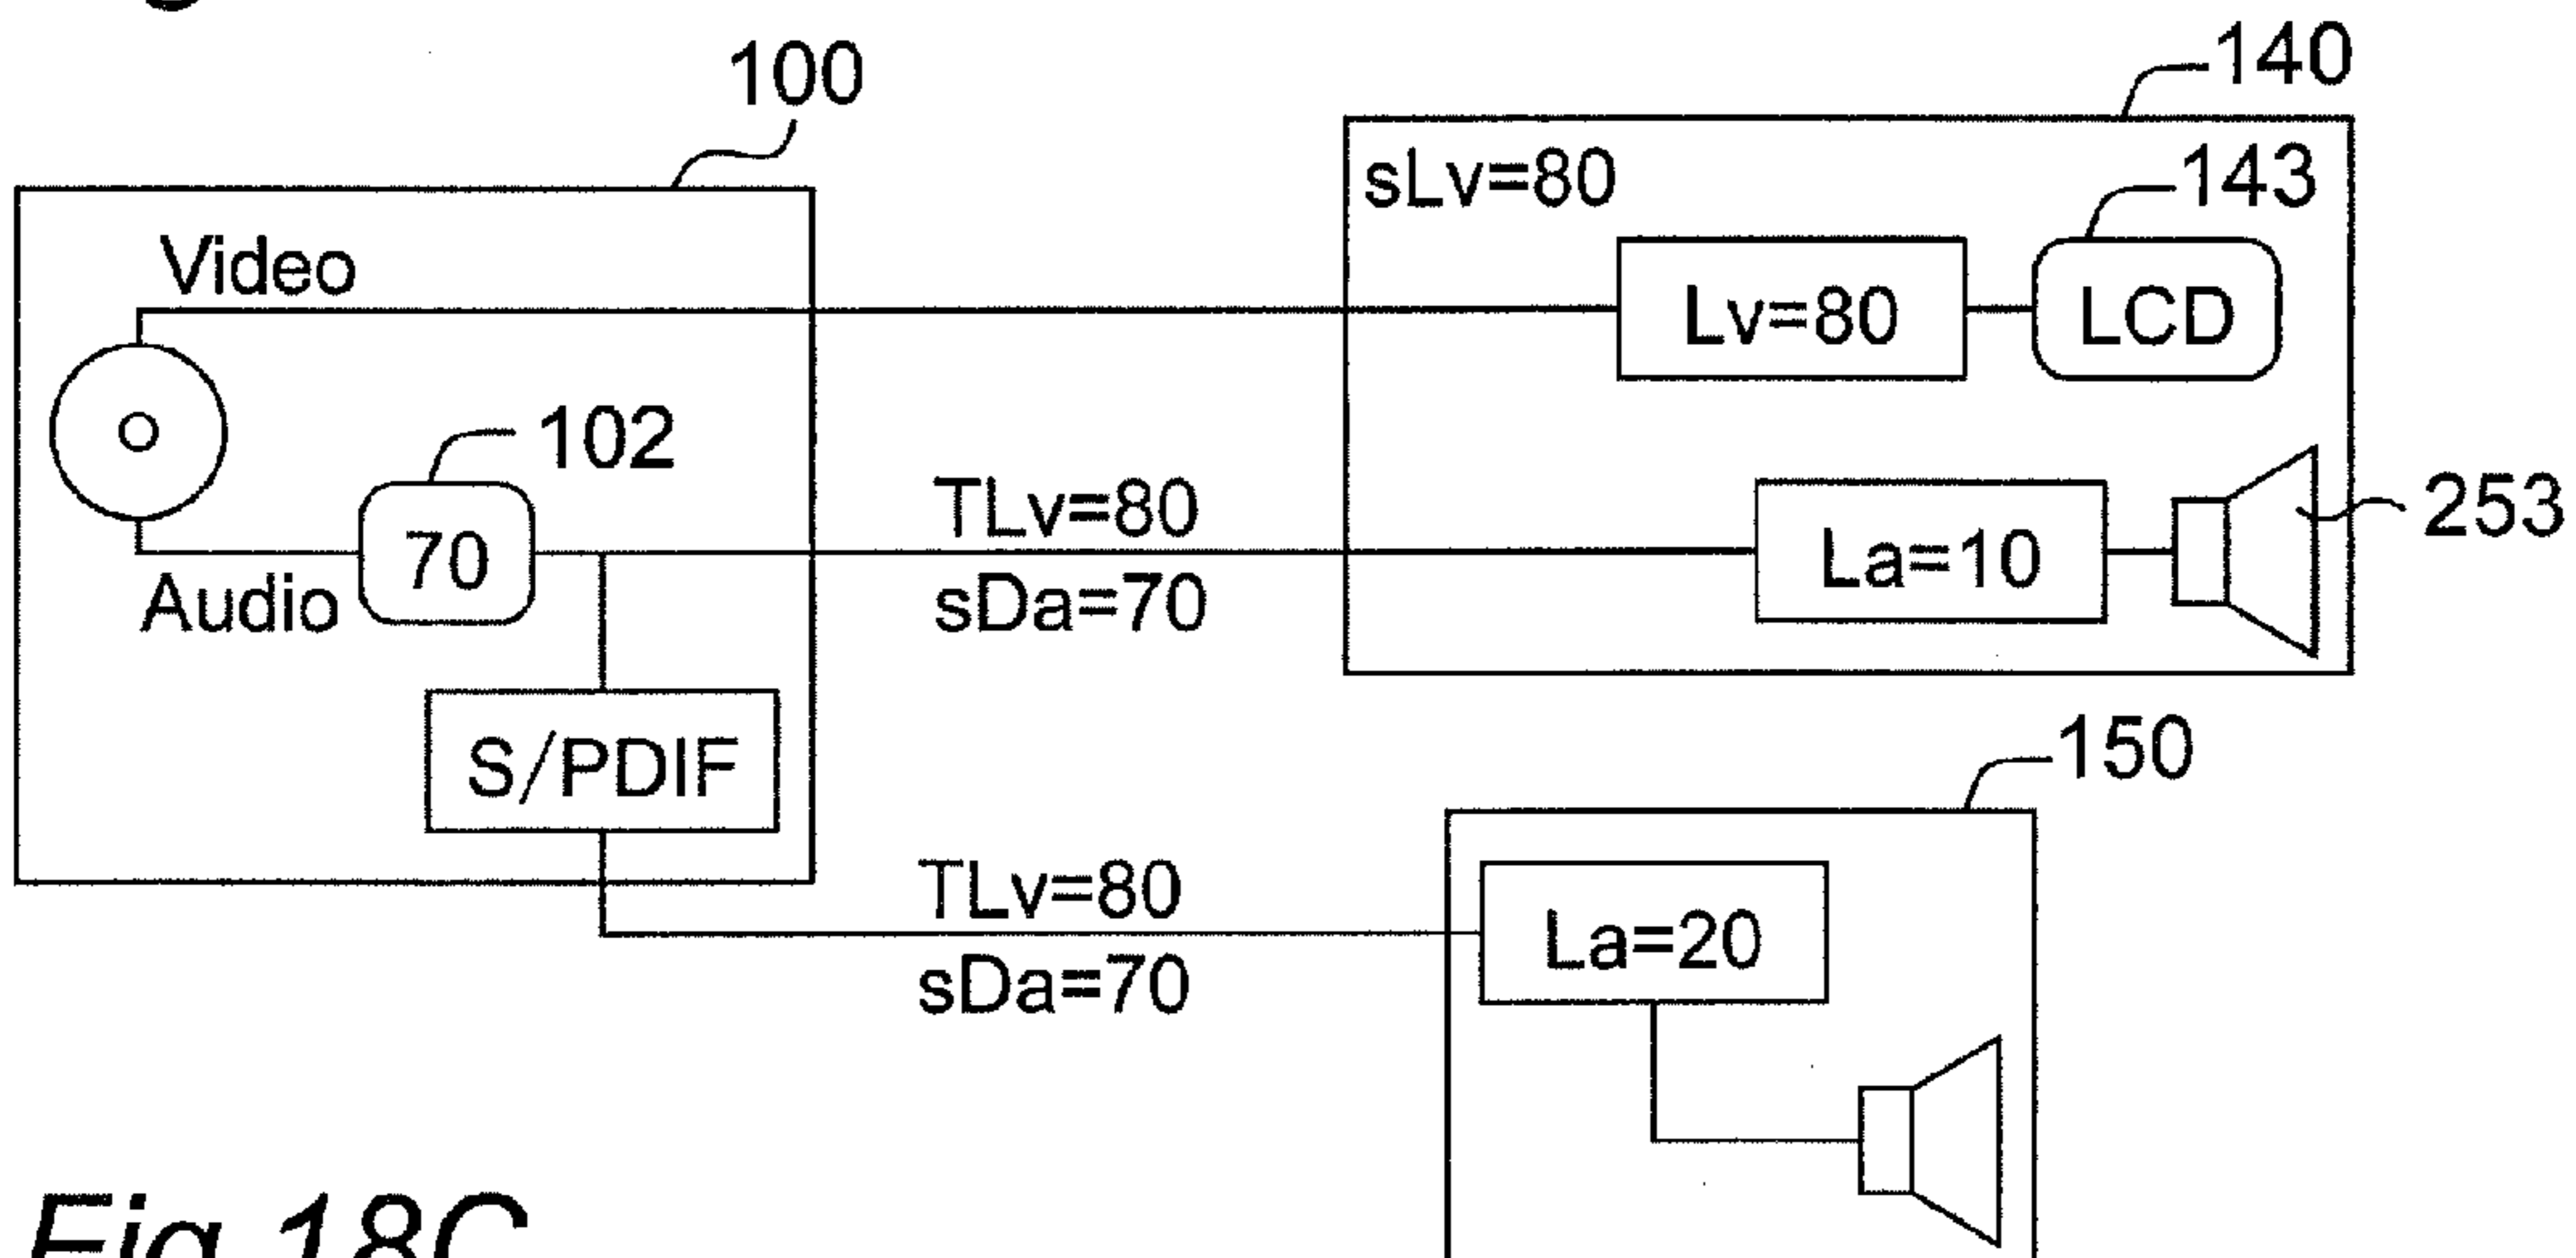 100
140
sLv=80
143
Video
Lv=80
LCD
102
70
Audio
TLv=80
sDa=70
La=10
253
S/PDIF
150
TLv=80
sDa=70
La=20
Fig.18C